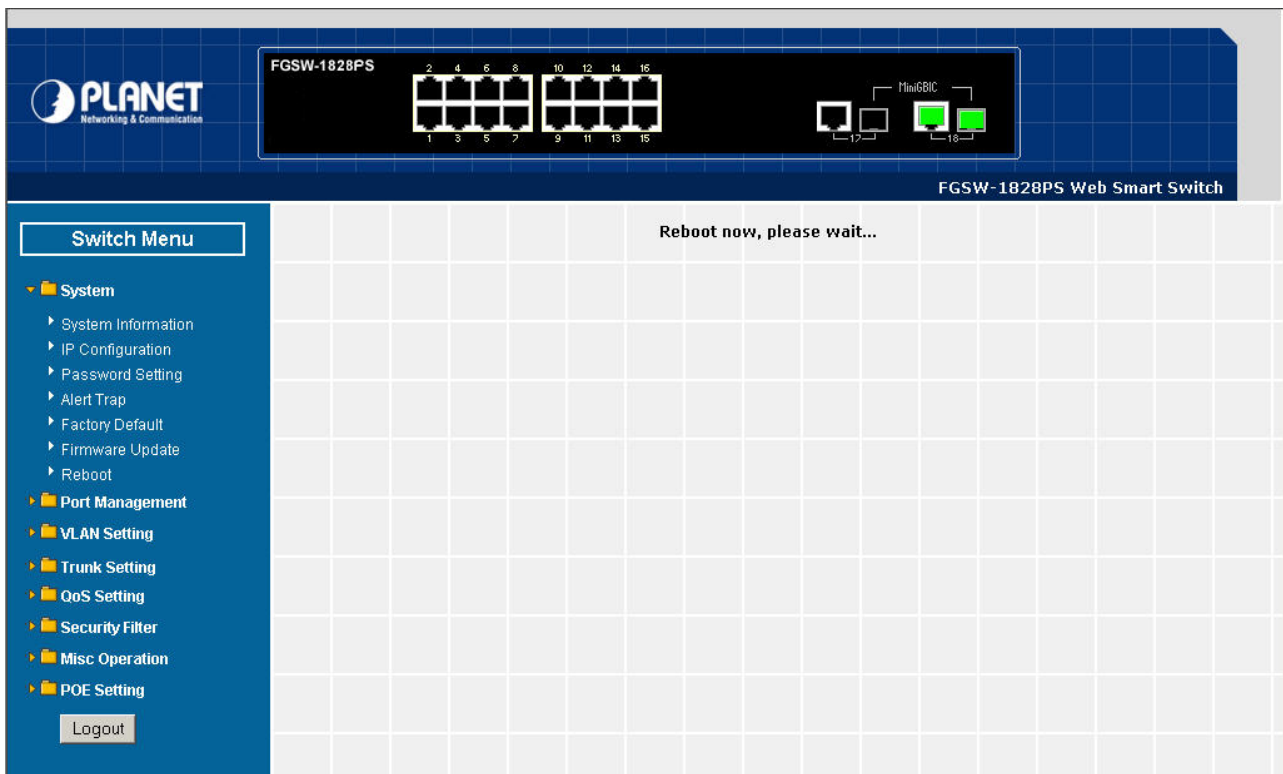 FGSW-1828PS
2 4 6 8 10 12 14 16
MiniGBIC
PLANET
Networking & Communication
1 3 5 7 9 11 13 15
17 18
FGSW-1828PS Web Smart Switch
Switch Menu
Reboot now, please wait...
System
System Information
IP Configuration
Password Setting
Alert Trap
Factory Default
Firmware Update
Reboot
Port Management
VLAN Setting
Trunk Setting
QoS Setting
Security Filter
Misc Operation
POE Setting
Logout